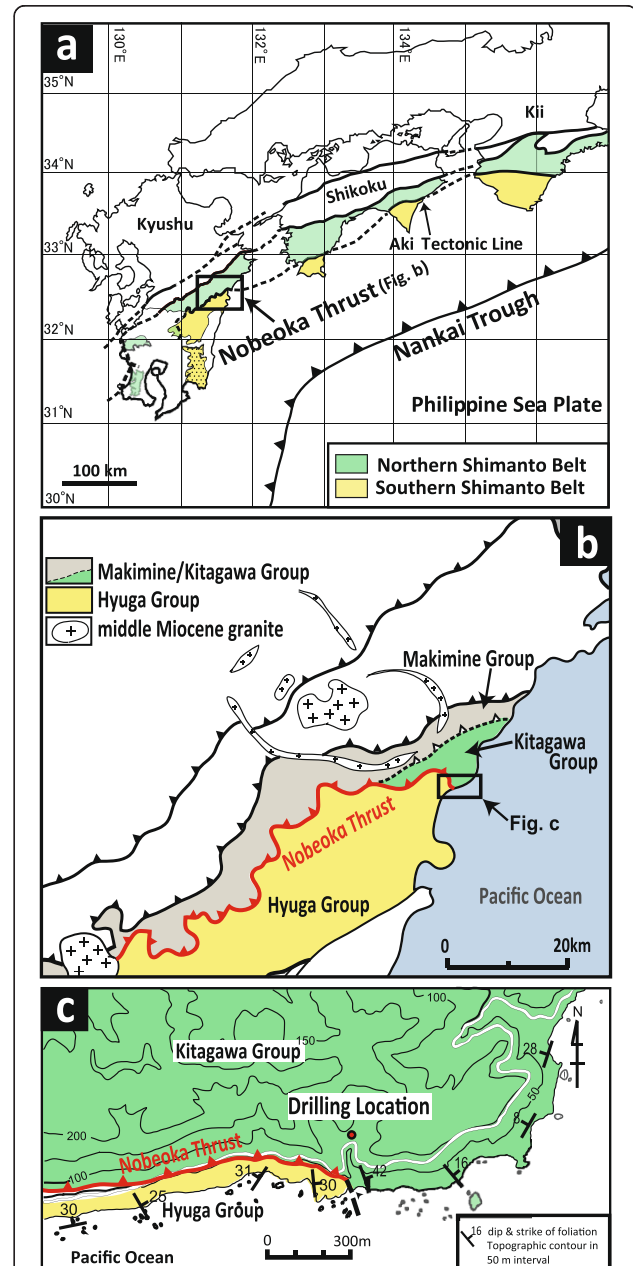 a
130°E
132°E
134°E
35°N
34°N
33°N
32°N
31°N
30°N
Kii
Shikoku
Kyushu
Aki Tectonic Line
Nobeoka Thrust (Fig. b)
Nankai Trough
Philippine Sea Plate
100 km
Northern Shimanto Belt
Southern Shimanto Belt
b
Makimine/Kitagawa Group
Hyuga Group
middle Miocene granite
Makimine Group
Kitagawa Group
Nobeoka Thrust
Fig. c
Hyuga Group
Pacific Ocean
0 20km
c
100
N
Kitagawa Group
150
28
Drilling Location
50
8
200
Nobeoka Thrust
100
31
30
42
16
25
30
Hyuga Group
Pacific Ocean
0 300m
16 dip & strike of foliation
Topographic contour in
50 m interval